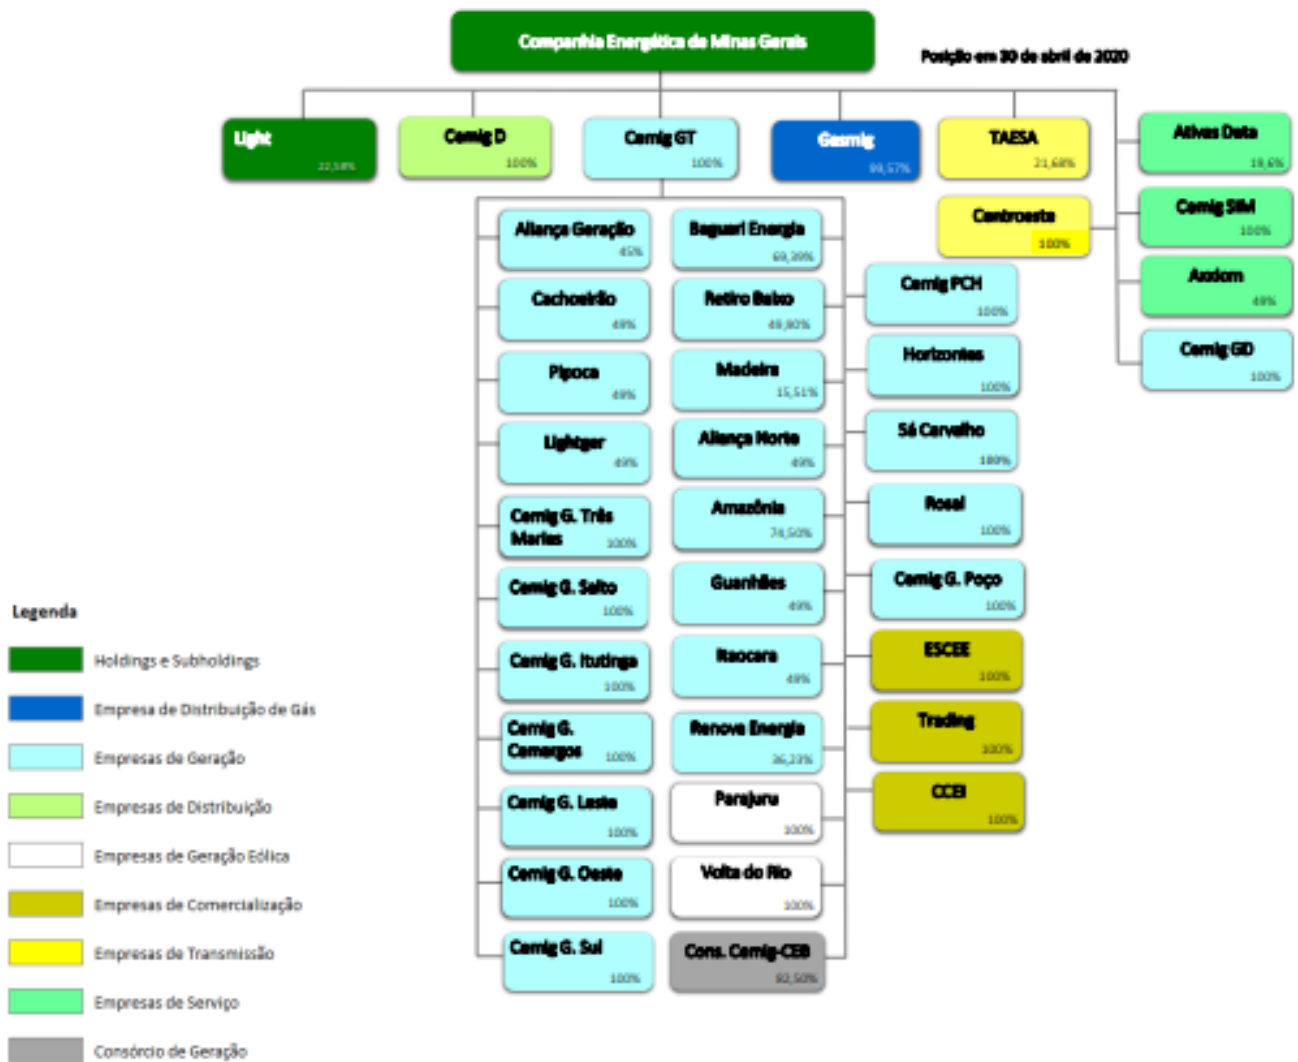 Companhia Energética de Minas Gerais
Posição em 30 de abril de 2020
Light
22,58%
Cemig D
100%
Cemig GT
100%
Gasmig
99,57%
TAESA
21,68%
Ativas Data
19,6%
Centroeste
100%
Cemig SIM
100%
Axxiom
49%
Cemig GD
100%
Aliança Geração
45%
Cachoeirão
49%
Pipoca
49%
Lightger
49%
Cemig G. Três
Marias
100%
Cemig G. Salto
100%
Cemig G. Itutinga
100%
Cemig G.
Camargos
100%
Cemig G. Leste
100%
Cemig G. Oeste
100%
Cemig G. Sul
100%
Baguari Energia
69,39%
Retiro Baixo
49,90%
Madeira
15,51%
Aliança Norte
49%
Amazônia
74,50%
Guanhães
49%
Itaocara
49%
Renova Energia
36,23%
Parajuru
100%
Volta do Rio
100%
Cons. Cemig-CEB
82,50%
Cemig PCH
100%
Horizontes
100%
Sá Carvalho
100%
Rosal
100%
Cemig G. Poço
100%
ESCEE
100%
Trading
100%
CCEI
100%
Legenda
Holdings e Subholdings
Empresa de Distribuição de Gás
Empresas de Geração
Empresas de Distribuição
Empresas de Geração Eólica
Empresas de Comercialização
Empresas de Transmissão
Empresas de Serviço
Consórcio de Geração